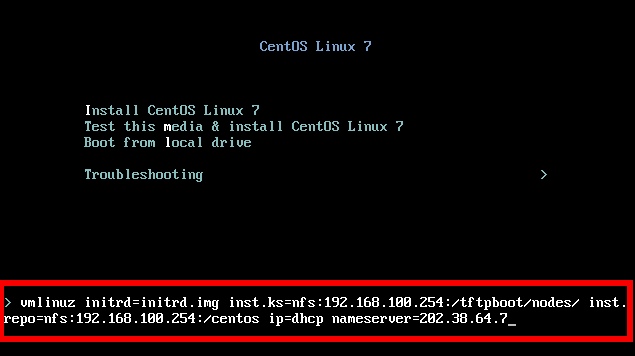 CentOS Linux 7
Install CentOS Linux 7
Test this media & install CentOS Linux 7
Boot from local drive
Troubleshooting >
> vmlinuz initrd=initrd.img inst.ks=nfs:192.168.100.254:/tftpboot/nodes/ inst.
repo=nfs:192.168.100.254:/centos ip=dhcp nameserver=202.38.64.7_